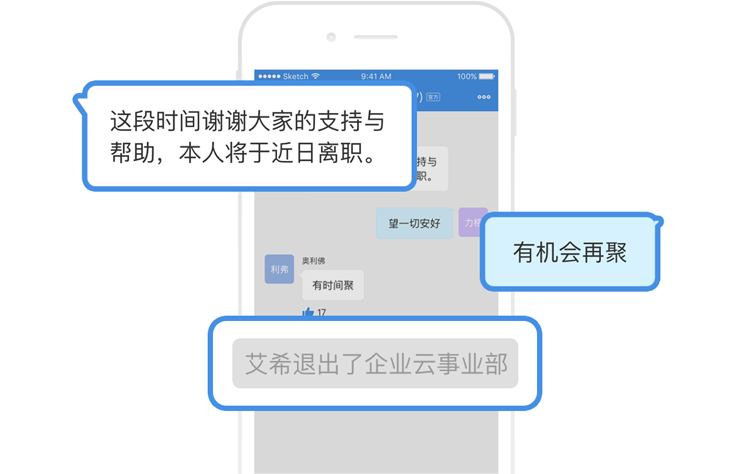 Sketch
9:41 AM
100%
7)
官方
这段时间谢谢大家的支持与
帮助，本人将于近日离职。
持与
职。
望一切安好
力
有机会再聚
利弗
奥利佛
有时间聚
17
艾希退出了企业云事业部